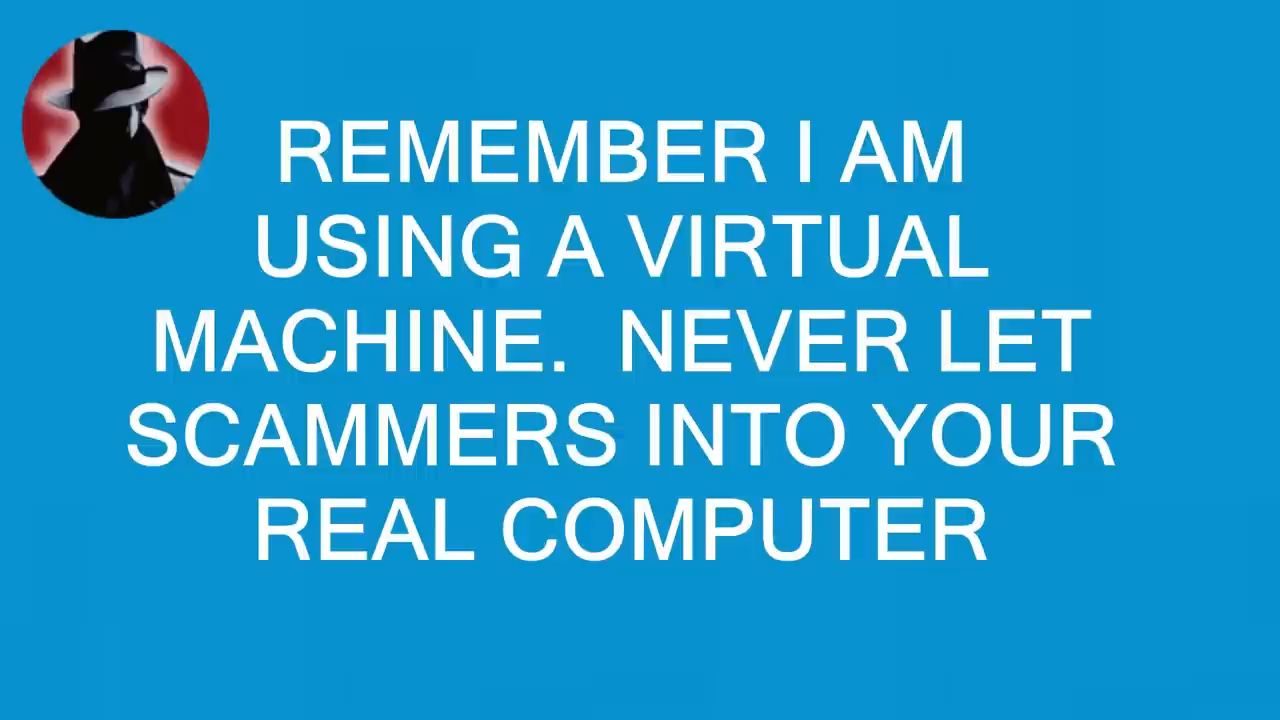 REMEMBER I AM
USING A VIRTUAL
MACHINE.  NEVER LET
SCAMMERS INTO YOUR
REAL COMPUTER